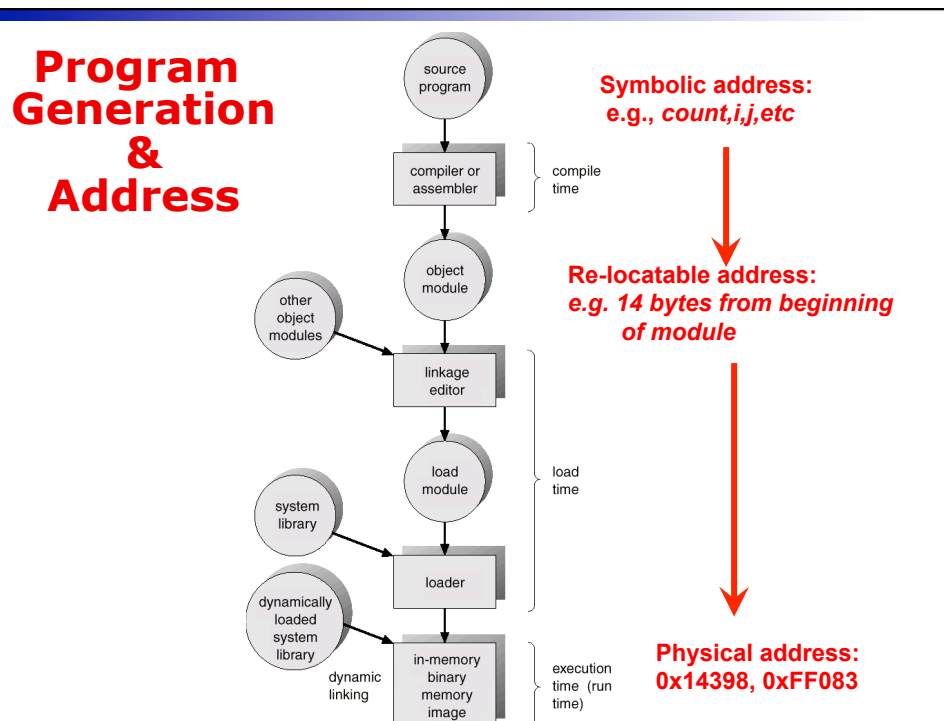 Program
Generation
&
Address
source
program
compiler or
assembler
compile
time
object
module
other
object
modules
linkage
editor
load
module
load
time
system
library
loader
dynamically
loaded
system
library
dynamic
linking
in-memory
binary
memory
image
execution
time (run
time)
Symbolic address:
e.g., count,i,j,etc
Re-locatable address:
e.g. 14 bytes from beginning
of module
Physical address:
0x14398, 0xFF083